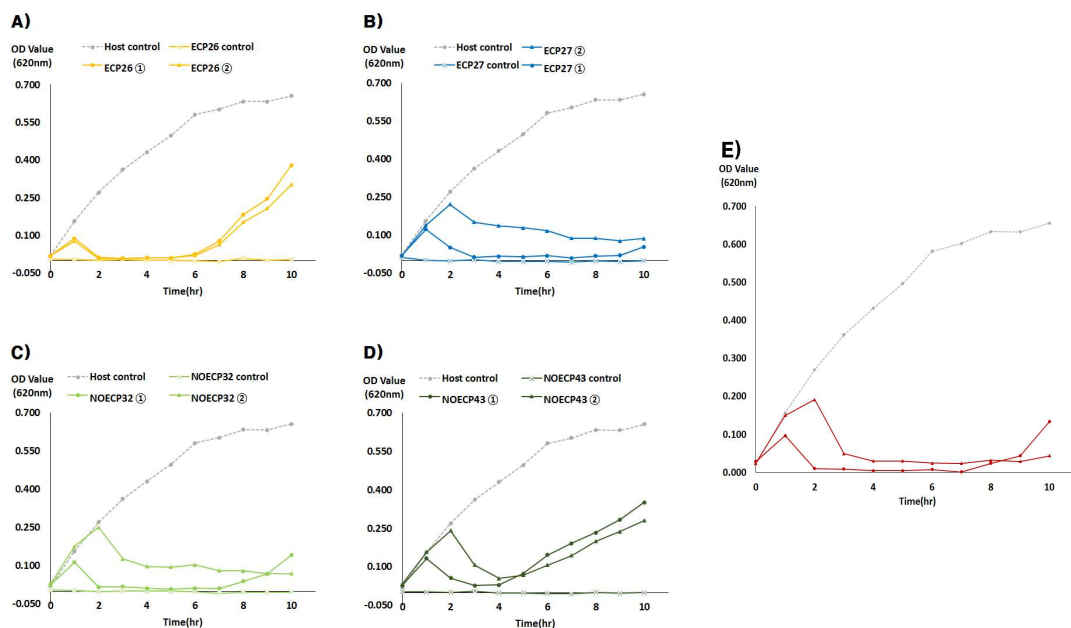 A)
OD Value
(620nm)
Host control
ECP26 control
ECP26 ①
ECP26 ②
0.700
0.550
0.400
0.250
0.100
-0.050
0 2 4 6 8 10
Time(hr)
B)
OD Value
(620nm)
Host control
ECP27 ②
ECP27 control
ECP27 ①
0.700
0.550
0.400
0.250
0.100
-0.050
0 2 4 6 8 10
Time(hr)
C)
OD Value
(620nm)
Host control
NOECP32 control
NOECP32 ①
NOECP32 ②
0.700
0.550
0.400
0.250
0.100
-0.050
0 2 4 6 8 10
Time(hr)
D)
OD Value
(620nm)
Host control
NOECP43 control
NOECP43 ①
NOECP43 ②
0.700
0.550
0.400
0.250
0.100
-0.050
0 2 4 6 8 10
Time(hr)
E)
OD Value
(620nm)
0.700
0.600
0.500
0.400
0.300
0.200
0.100
0.000
0 2 4 6 8 10
Time(hr)